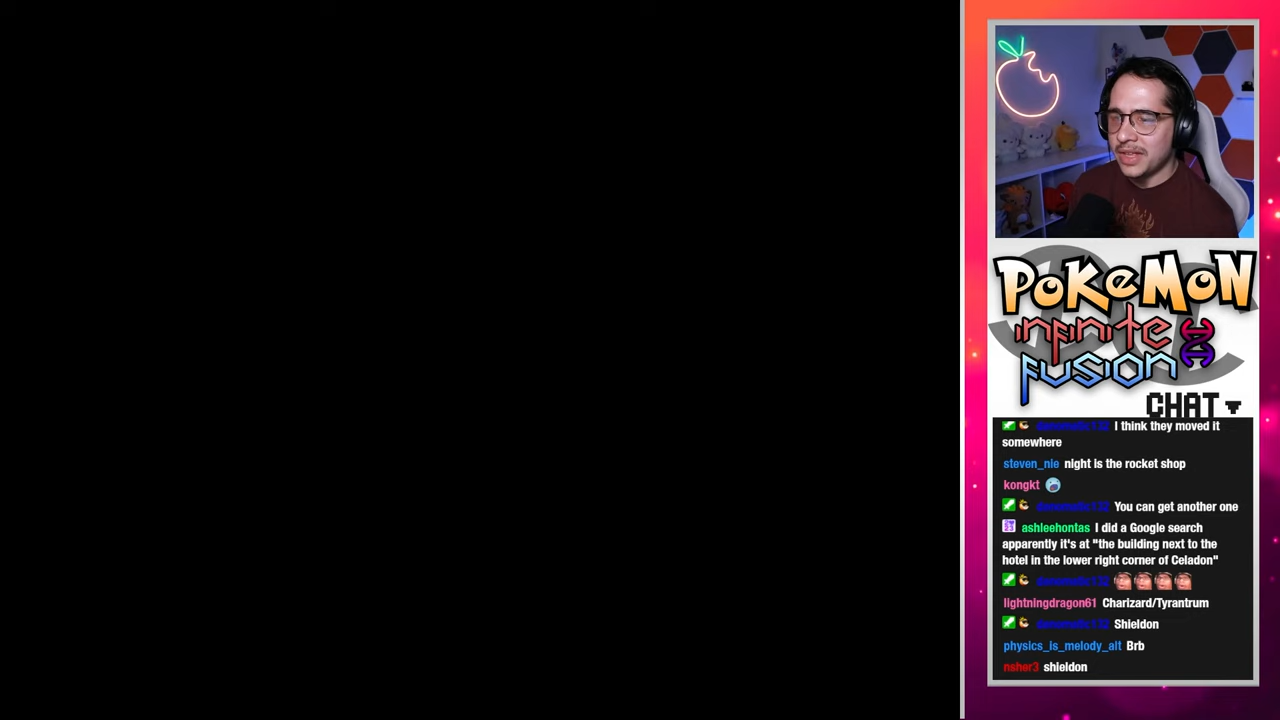 POKEMON
infinite
fusion
CHAT
I think they moved it
somewhere
steven_nie night is the rocket shop
kongkt
You can get another one
ashleehontas I did a Google search
apparently it's at "the building next to the
hotel in the lower right corner of Celadon"
lightningdragon61 Charizard/Tyrantrum
Shieldon
physics_is_melody_alt Brb
nsher3 shieldon